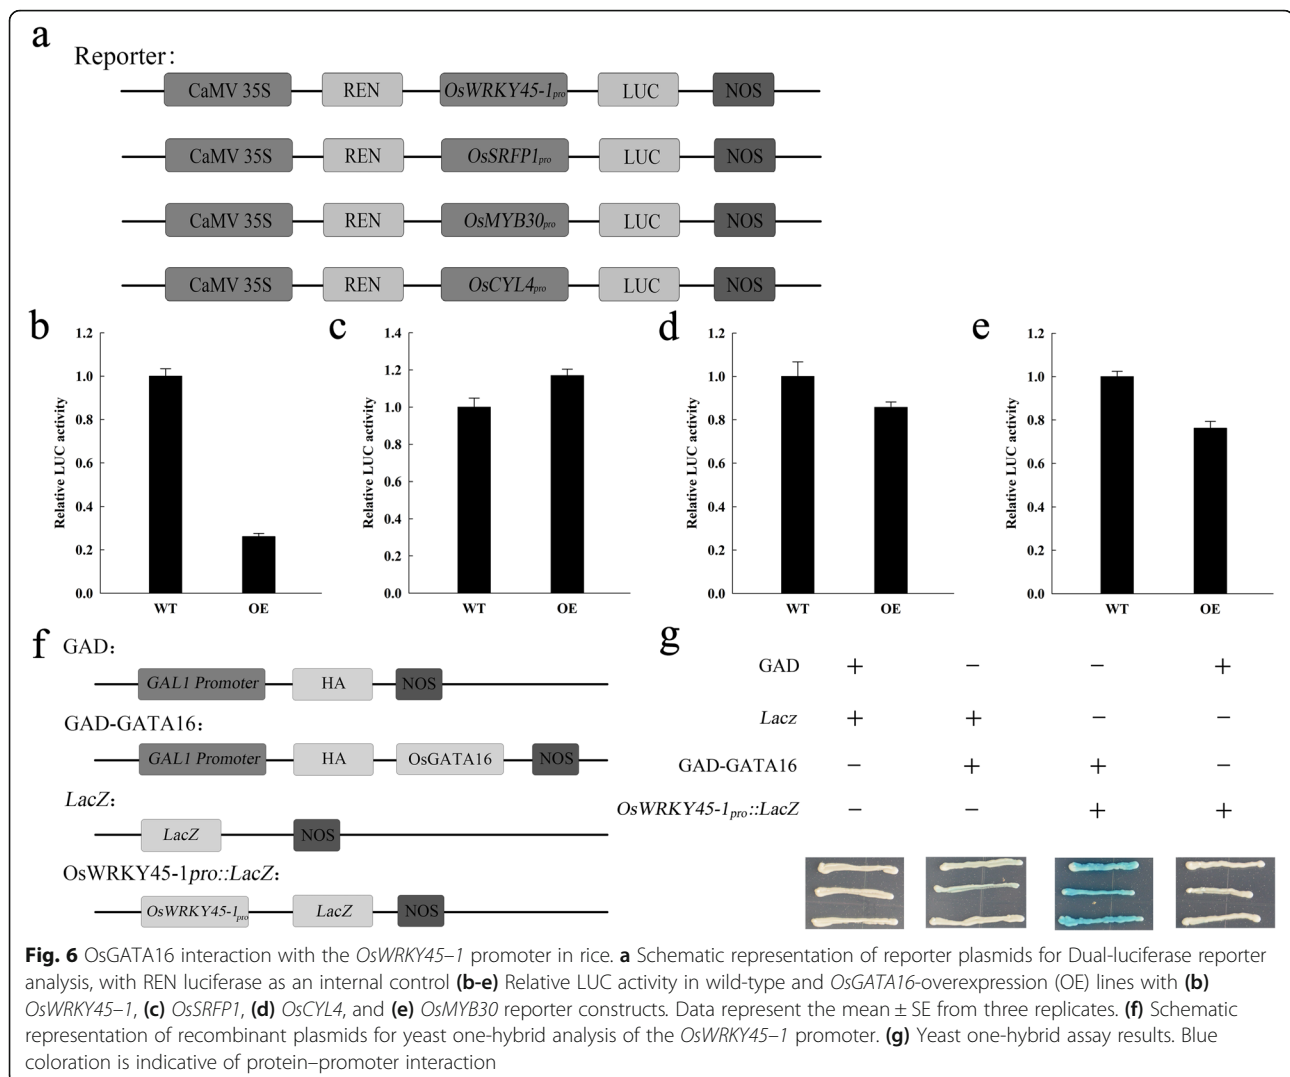 a
Reporter:
CaMV 35S REN OsWRKY45-1pro LUC NOS
CaMV 35S REN OsSRFP1pro LUC NOS
CaMV 35S REN OsMYB30pro LUC NOS
CaMV 35S REN OsCYL4pro LUC NOS
b
Relative LUC activity
1.2
1.0
0.8
0.6
0.4
0.2
0.0
WT OE
c
Relative LUC activity
1.4
1.2
1.0
0.8
0.6
0.4
0.2
0.0
WT OE
d
Relative LUC activity
1.2
1.0
0.8
0.6
0.4
0.2
0.0
WT OE
e
Relative LUC activity
1.2
1.0
0.8
0.6
0.4
0.2
0.0
WT OE
f
GAD:
GAL1 Promoter HA NOS
GAD-GATA16:
GAL1 Promoter HA OsGATA16 NOS
LacZ:
LacZ NOS
OsWRKY45-1pro::LacZ:
OsWRKY45-1pro LacZ NOS
g
GAD + − − +
Lacz + + − −
GAD-GATA16 − + + −
OsWRKY45-1pro::LacZ − − + +
Fig. 6 OsGATA16 interaction with the OsWRKY45–1 promoter in rice. a Schematic representation of reporter plasmids for Dual-luciferase reporter
analysis, with REN luciferase as an internal control (b-e) Relative LUC activity in wild-type and OsGATA16-overexpression (OE) lines with (b)
OsWRKY45–1, (c) OsSRFP1, (d) OsCYL4, and (e) OsMYB30 reporter constructs. Data represent the mean ± SE from three replicates. (f) Schematic
representation of recombinant plasmids for yeast one-hybrid analysis of the OsWRKY45–1 promoter. (g) Yeast one-hybrid assay results. Blue
coloration is indicative of protein–promoter interaction